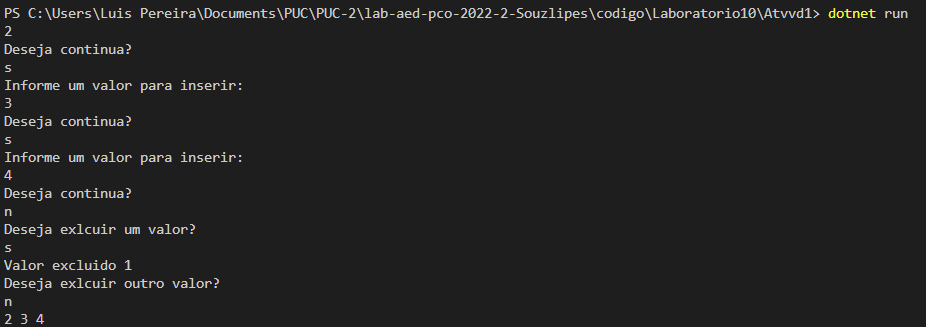 PS C:\Users\Luis Pereira\Documents\PUC\PUC-2\lab-aed-pco-2022-2-Souzlipes\codigo\Laboratorio10\Atvvd1> dotnet run
2
Deseja continua?
s
Informe um valor para inserir:
3
Deseja continua?
s
Informe um valor para inserir:
4
Deseja continua?
n
Deseja exlcuir um valor?
s
Valor excluido 1
Deseja exlcuir outro valor?
n
2 3 4